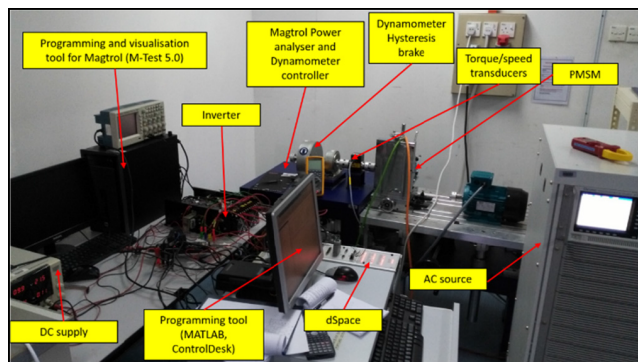 Programming and visualisation
tool for Magtrol (M-Test 5.0)
Magtrol Power
analyser and
Dynamometer
controller
Dynamometer
Hysteresis
brake
Torque/speed
transducers
PMSM
Inverter
DC supply
Programming tool
(MATLAB,
ControlDesk)
dSpace
AC source